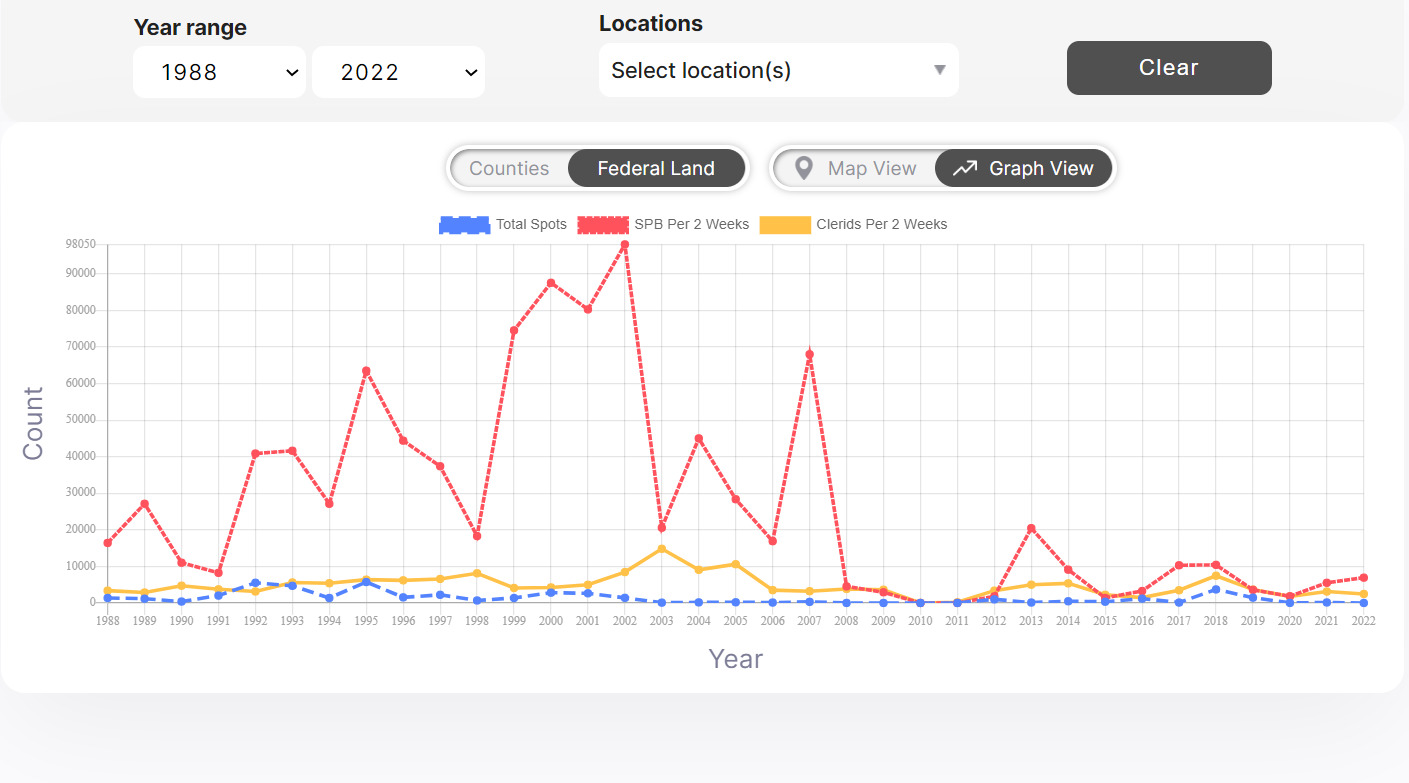 Year range
Locations
1988
2022
Select location(s)
Clear
Counties
Federal Land
Map View
Graph View
Total Spots
SPB Per 2 Weeks
Clerids Per 2 Weeks
98050
90000
80000
70000
60000
50000
40000
30000
20000
10000
0
Count
1988 1989 1990 1991 1992 1993 1994 1995 1996 1997 1998 1999 2000 2001 2002 2003 2004 2005 2006 2007 2008 2009 2010 2011 2012 2013 2014 2015 2016 2017 2018 2019 2020 2021 2022
Year